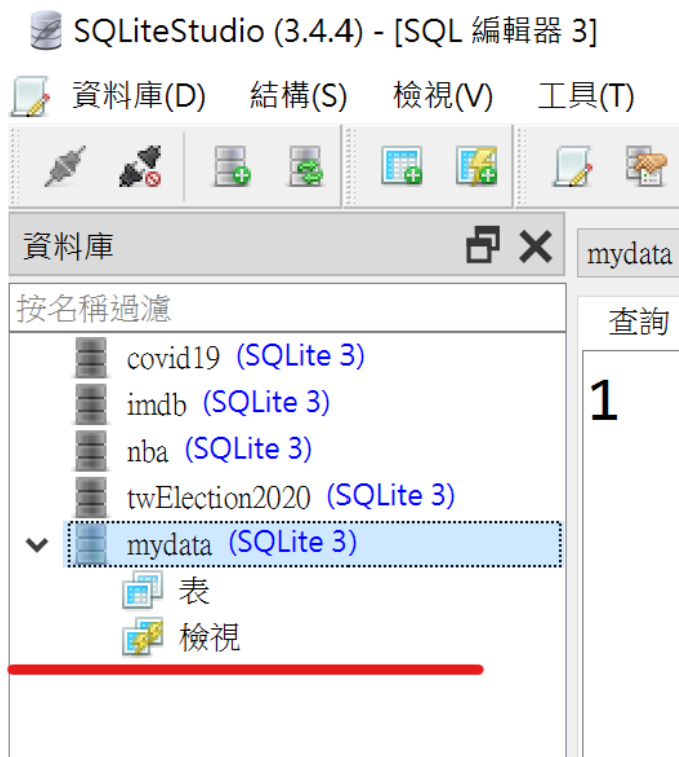 SQLiteStudio (3.4.4) - [SQL 編輯器 3]
資料庫(D) 結構(S) 檢視(V) 工具(T)
資料庫
mydata
按名稱過濾
查詢
covid19 (SQLite 3)
imdb (SQLite 3)
nba (SQLite 3)
twElection2020 (SQLite 3)
mydata (SQLite 3)
表
檢視
1